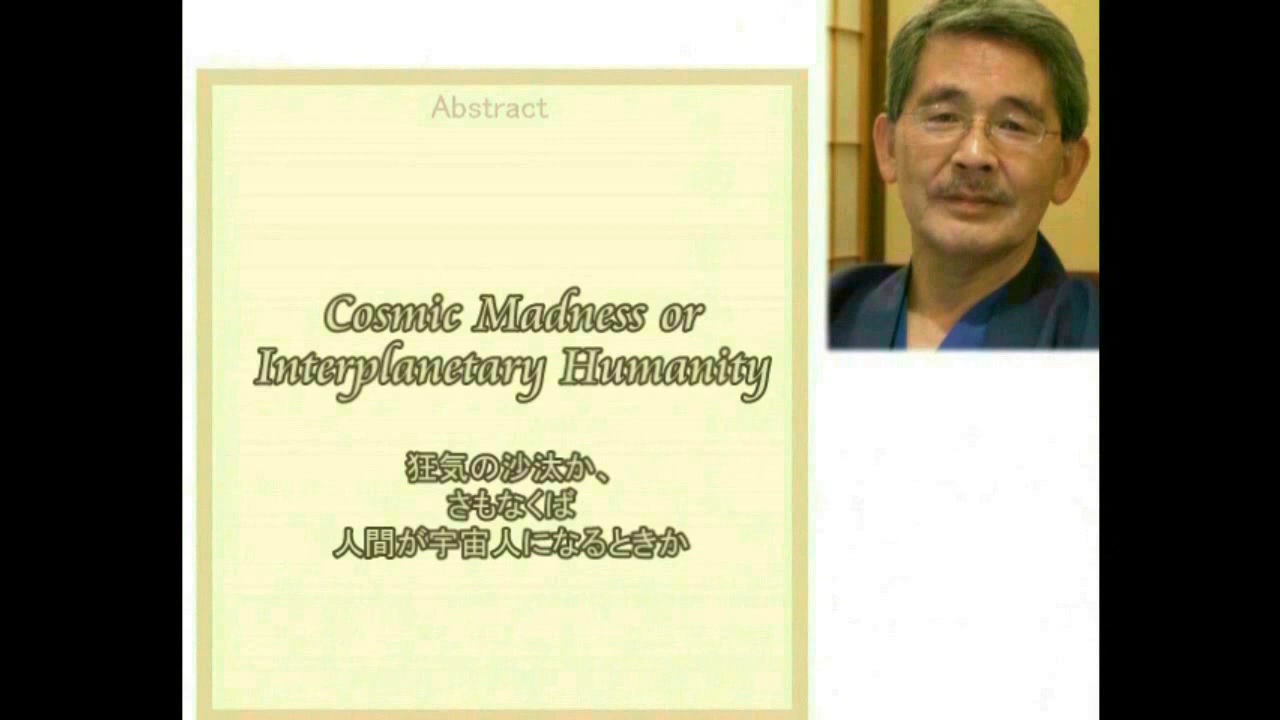 Abstract
Cosmic Madness or
Interplanetary Humanity
狂気の沙汰か、
さもなくば
人間が宇宙人になるときか